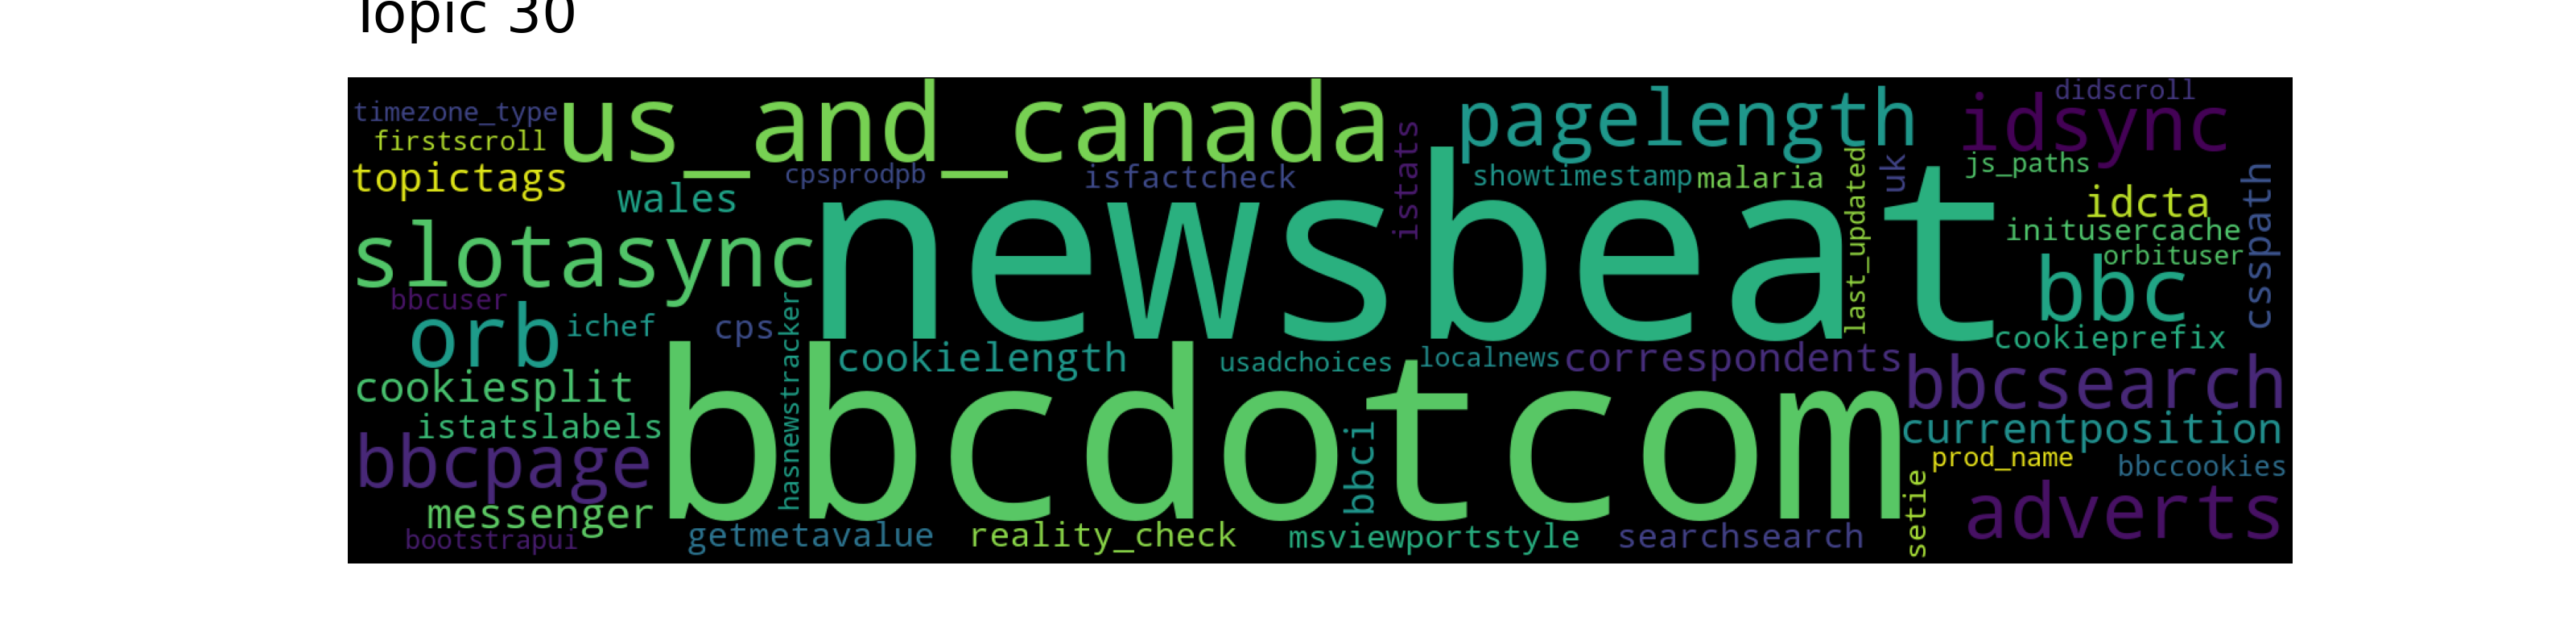 Topic 30
timezone_type
firstscroll
topictags
us_and_canada
pagelength
idsync
didscroll
js_paths
wales
cpsprodpb
isfactcheck
istats
showtimestamp
malaria
last_updated
uk
idcta
initusercache
orbituser
csspath
slotasync
newsbeat
bbc
bbcuser
orb
ichef
cps
hasnewstracker
cookielength
usadchoices
localnews
correspondents
cookieprefix
cookiesplit
istatslabels
bbcpage
bbcdotcom
bbci
bbcsearch
currentposition
prod_name
bbccookies
messenger
bootstrapui
getmetavalue
reality_check
msviewportstyle
searchsearch
setie
adverts